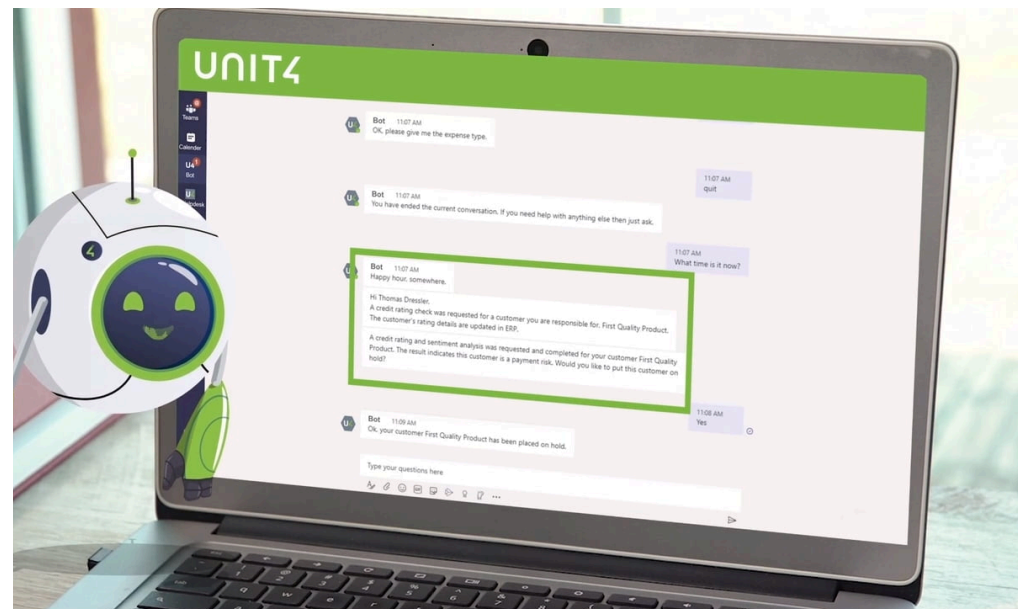 UNIT4
Teams
Calender
U4
Bot
Bot 11:07 AM
OK, please give me the expense type.
11:07 AM
quit
Bot 11:07 AM
You have ended the current conversation. If you need help with anything else then just ask.
11:07 AM
What time is it now?
Bot 11:07 AM
Happy hour, somewhere.
Hi Thomas Dressler,
A credit rating check was requested for a customer you are responsible for, First Quality Product.
The customer's rating details are updated in ERP.
A credit rating and sentiment analysis was requested and completed for your customer First Quality
Product. The result indicates this customer is a payment risk. Would you like to put this customer on
hold?
11:08 AM
Yes
Bot 11:09 AM
Ok, your customer First Quality Product has been placed on hold.
Type your questions here
4